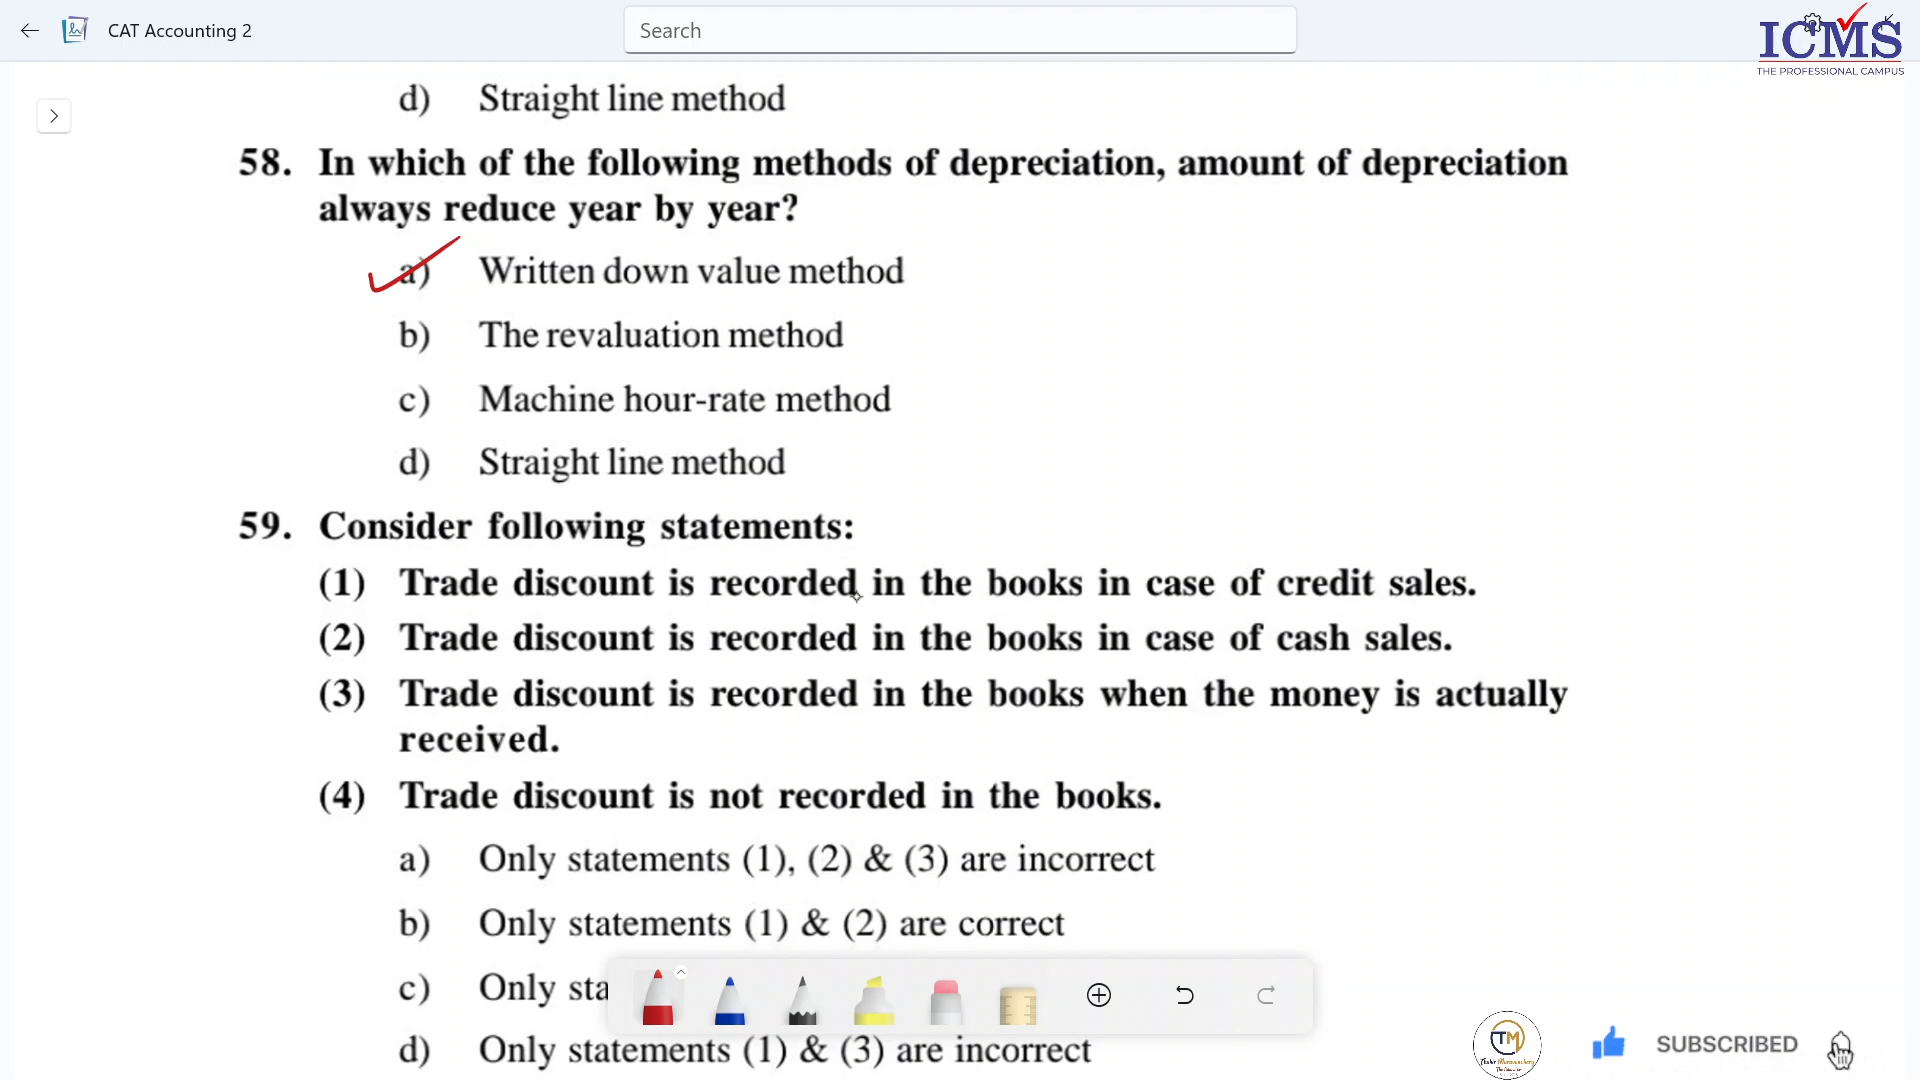 CAT Accounting 2
Search
ICMS
THE PROFESSIONAL CAMPUS
d) Straight line method
58. In which of the following methods of depreciation, amount of depreciation
always reduce year by year?
a) Written down value method
b) The revaluation method
c) Machine hour-rate method
d) Straight line method
59. Consider following statements:
(1) Trade discount is recorded in the books in case of credit sales.
(2) Trade discount is recorded in the books in case of cash sales.
(3) Trade discount is recorded in the books when the money is actually
received.
(4) Trade discount is not recorded in the books.
a) Only statements (1), (2) & (3) are incorrect
b) Only statements (1) & (2) are correct
c) Only sta
d) Only statements (1) & (3) are incorrect
TM
SUBSCRIBED